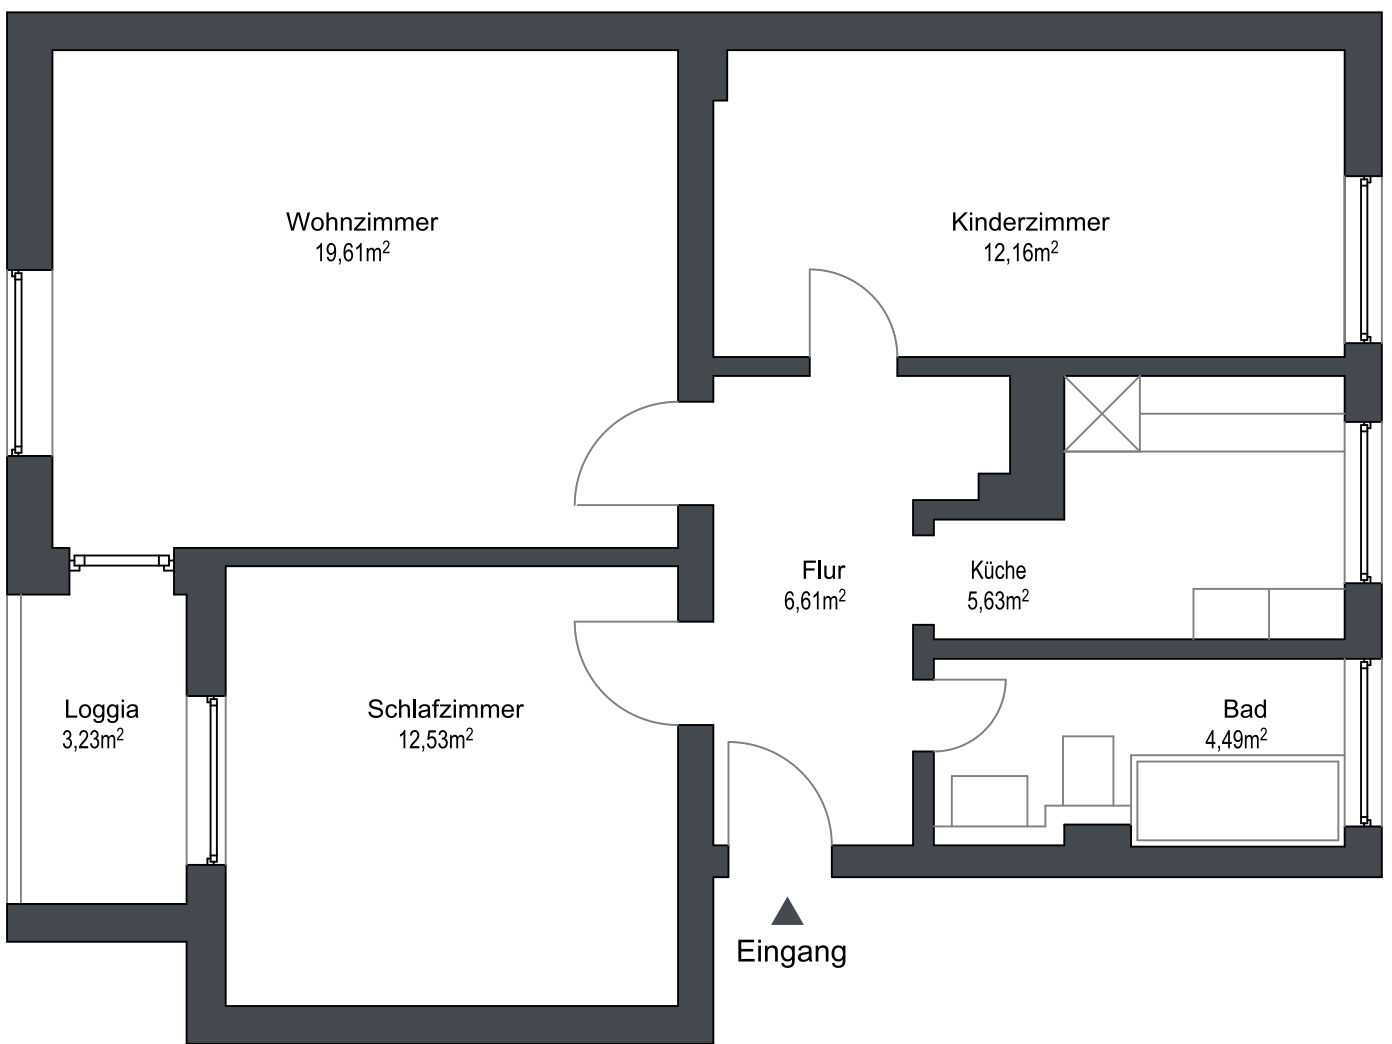 Wohnzimmer
19,61m²
Kinderzimmer
12,16m²
Flur
6,61m²
Küche
5,63m²
Loggia
3,23m²
Schlafzimmer
12,53m²
Bad
4,49m²
Eingang